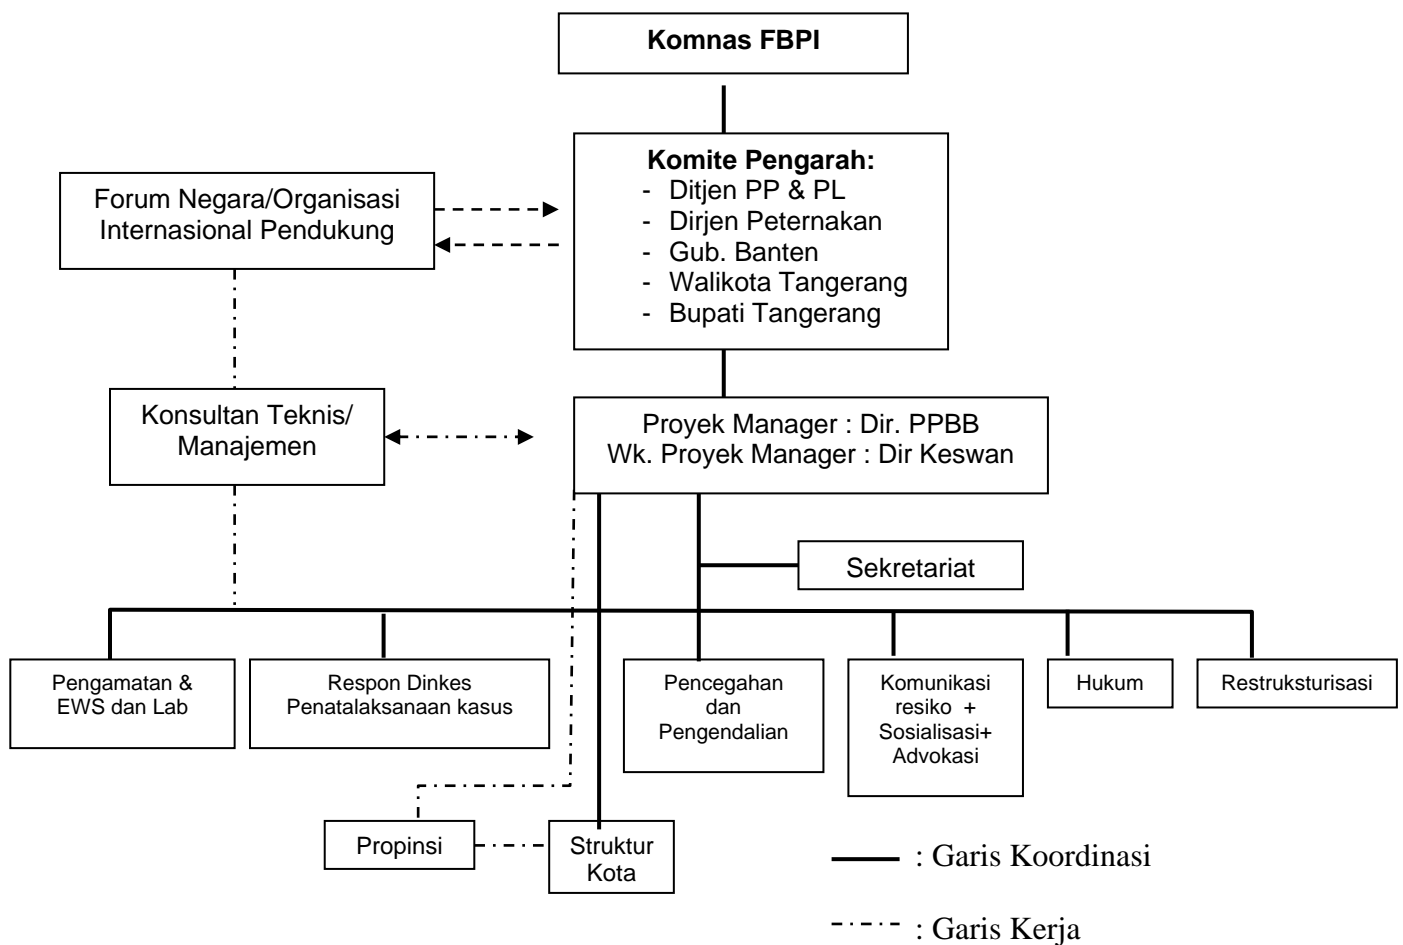 Komnas FBPI
Komite Pengarah:
- Ditjen PP & PL
- Dirjen Peternakan
- Gub. Banten
- Walikota Tangerang
- Bupati Tangerang
Forum Negara/Organisasi
Internasional Pendukung
Konsultan Teknis/
Manajemen
Proyek Manager : Dir. PPBB
Wk. Proyek Manager : Dir Keswan
Sekretariat
Pengamatan &
EWS dan Lab
Respon Dinkes
Penatalaksanaan kasus
Pencegahan
dan
Pengendalian
Komunikasi
resiko +
Sosialisasi+
Advokasi
Hukum
Restruksturisasi
Propinsi
Struktur
Kota
: Garis Koordinasi
: Garis Kerja